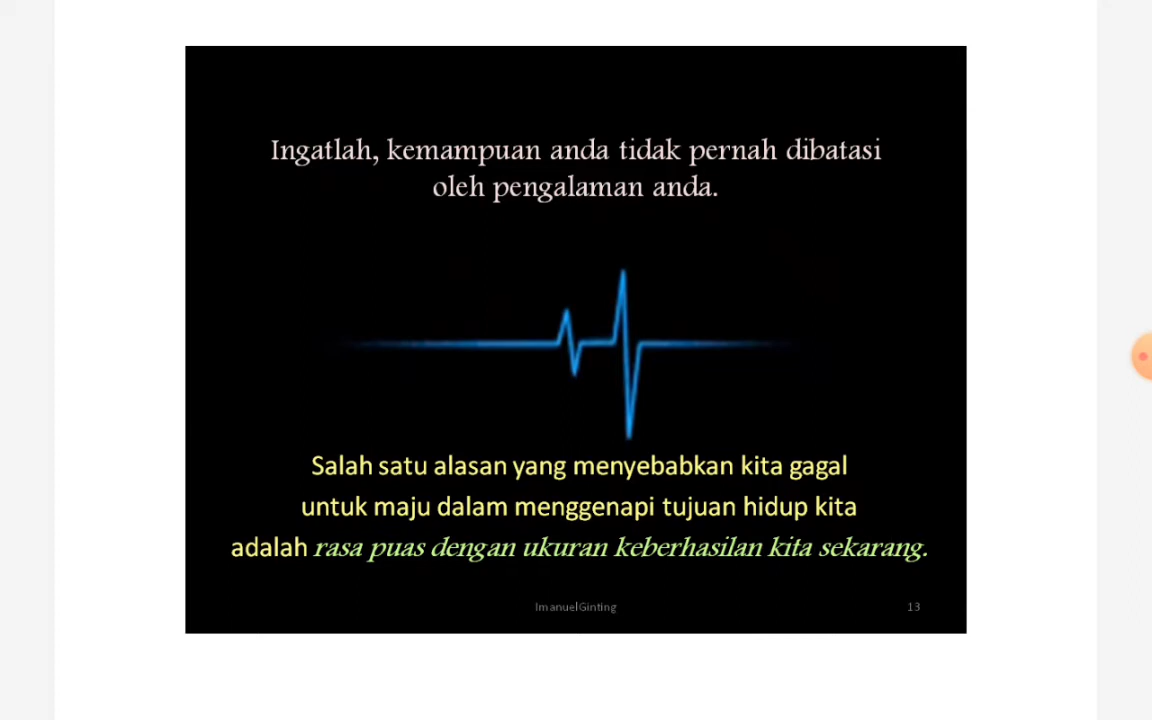 Ingatlah, kemampuan anda tidak pernah dibatasi
oleh pengalaman anda.
Salah satu alasan yang menyebabkan kita gagal
untuk maju dalam menggenapi tujuan hidup kita
adalah rasa puas dengan ukuran keberhasilan kita sekarang.
ImanuelGinting
13